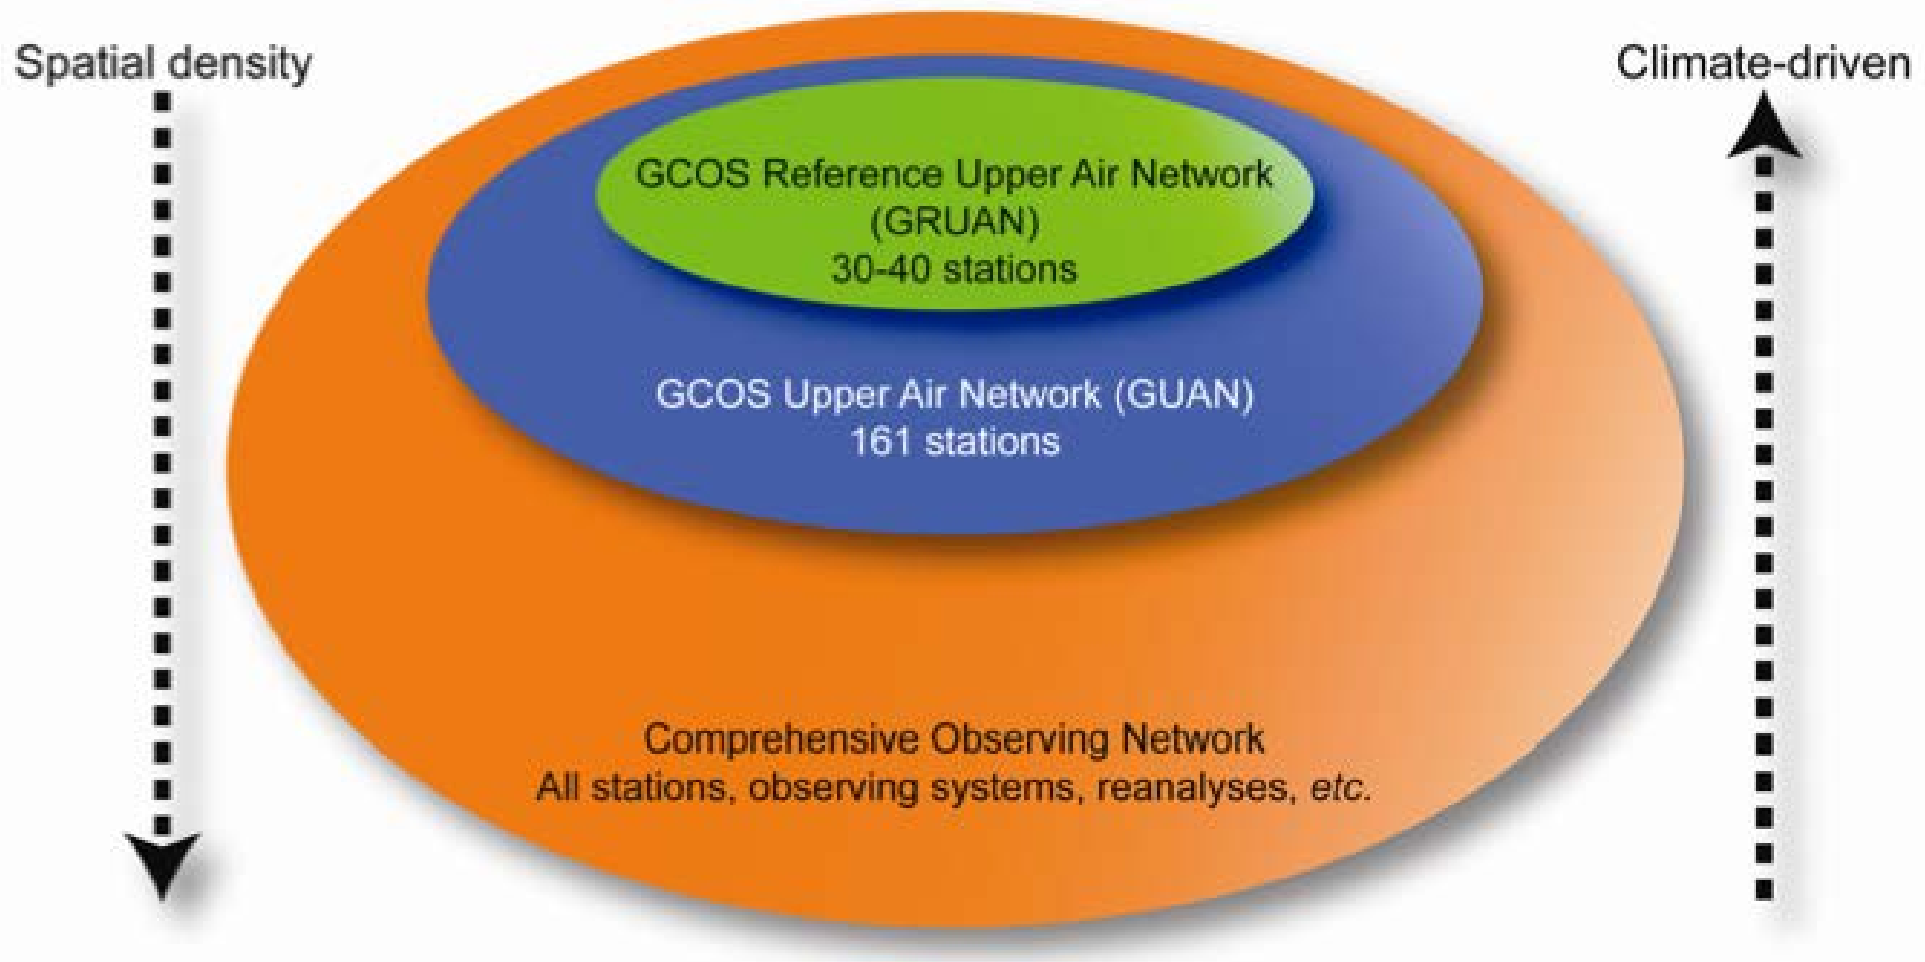 Spatial density
Climate-driven
GCOS Reference Upper Air Network
(GRUAN)
30-40 stations
GCOS Upper Air Network (GUAN)
161 stations
Comprehensive Observing Network
All stations, observing systems, reanalyses, etc.